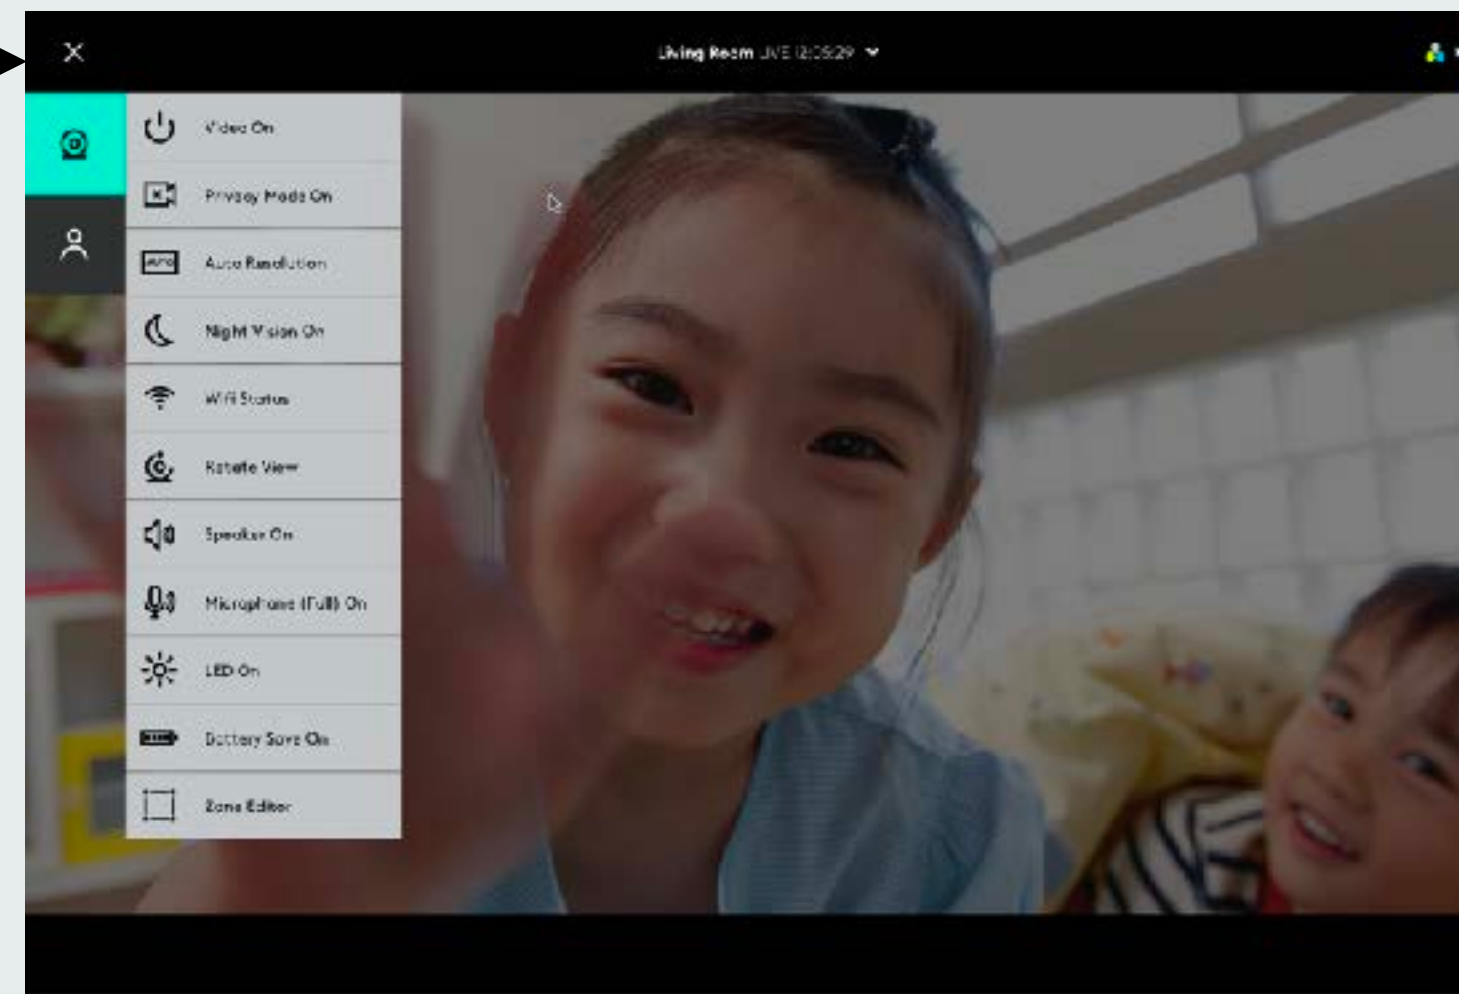 Living Room LIVE 12:05:29
Video On
Privacy Mode On
AUTO
Auto Resolution
Night Vision On
Wifi Status
Rotate View
Speaker On
Microphone (Full) On
LED On
Battery Save On
Zone Editor